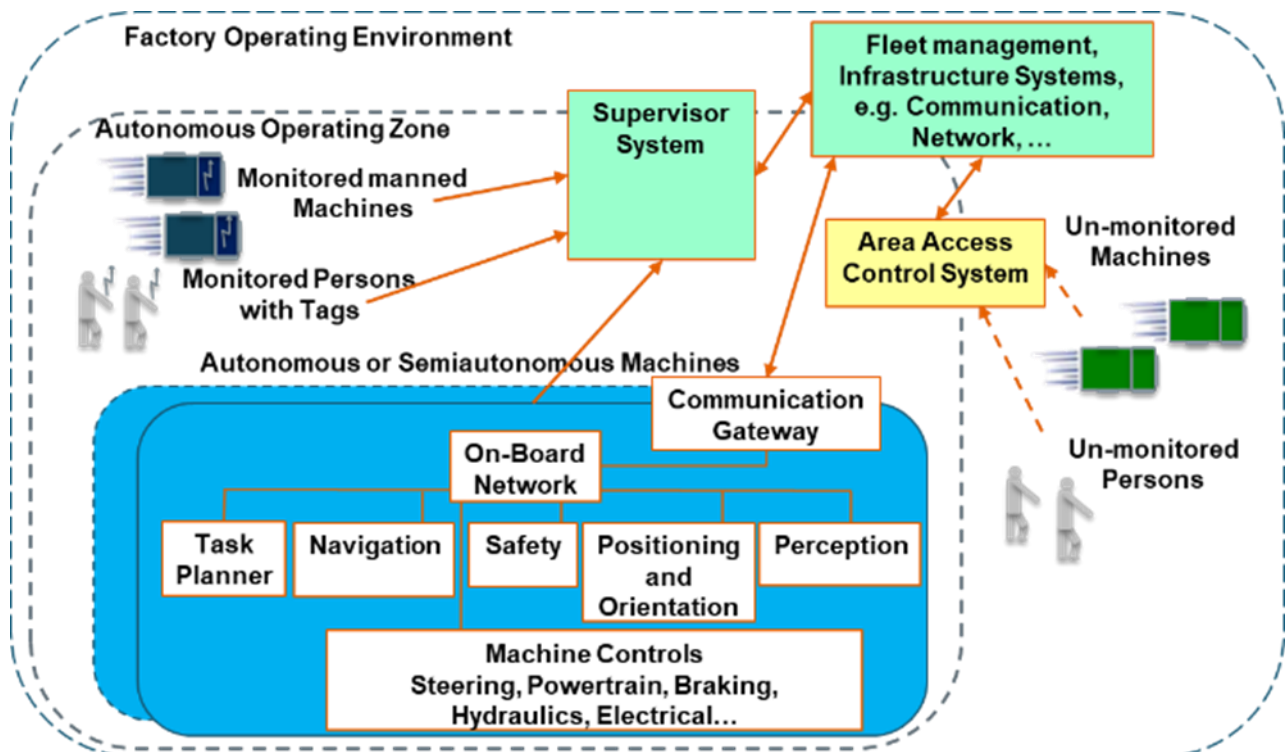 Factory Operating Environment
Fleet management,
Infrastructure Systems,
e.g. Communication,
Network, ...
Supervisor
System
Autonomous Operating Zone
Monitored manned
Machines
Area Access
Control System
Un-monitored
Machines
Monitored Persons
with Tags
Autonomous or Semiautonomous Machines
Communication
Gateway
On-Board
Network
Un-monitored
Persons
Task
Planner
Navigation
Safety
Positioning
and
Orientation
Perception
Machine Controls
Steering, Powertrain, Braking,
Hydraulics, Electrical...